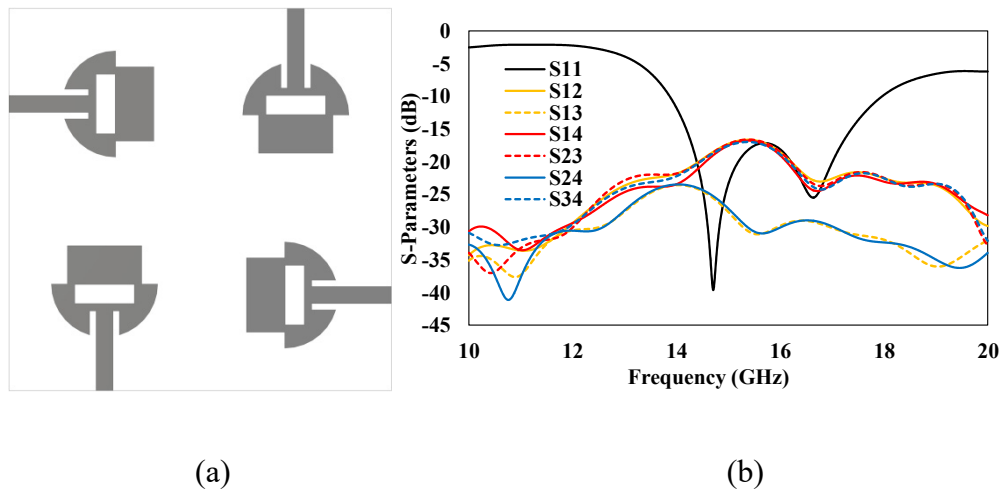 0
-5
-10
-15
-20
-25
-30
-35
-40
-45
S-Parameters (dB)
S11
S12
S13
S14
S23
S24
S34
10 12 14 16 18 20
Frequency (GHz)
(a) (b)